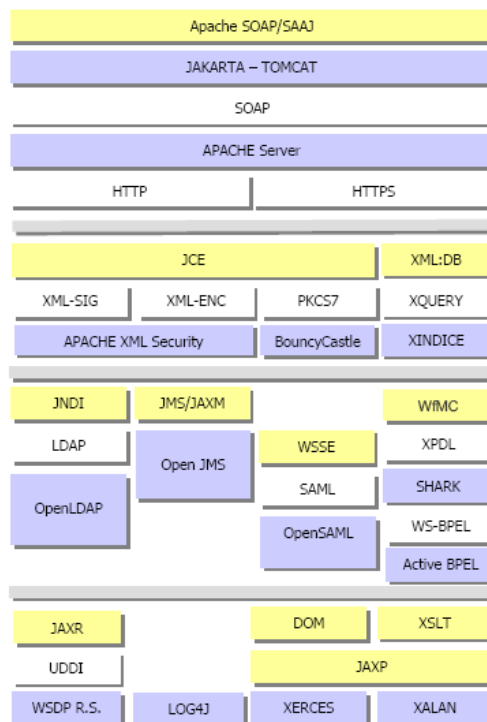 Apache SOAP/SAAJ
JAKARTA – TOMCAT
SOAP
APACHE Server
HTTP HTTPS
JCE XML:DB
XML-SIG XML-ENC PKCS7 XQUERY
APACHE XML Security BouncyCastle XINDICE
JNDI JMS/JAXM WfMC
LDAP WSSE XPDL
Open JMS
SAML SHARK
OpenLDAP
OpenSAML WS-BPEL
Active BPEL
JAXR DOM XSLT
UDDI JAXP
WSDP R.S. LOG4J XERCES XALAN